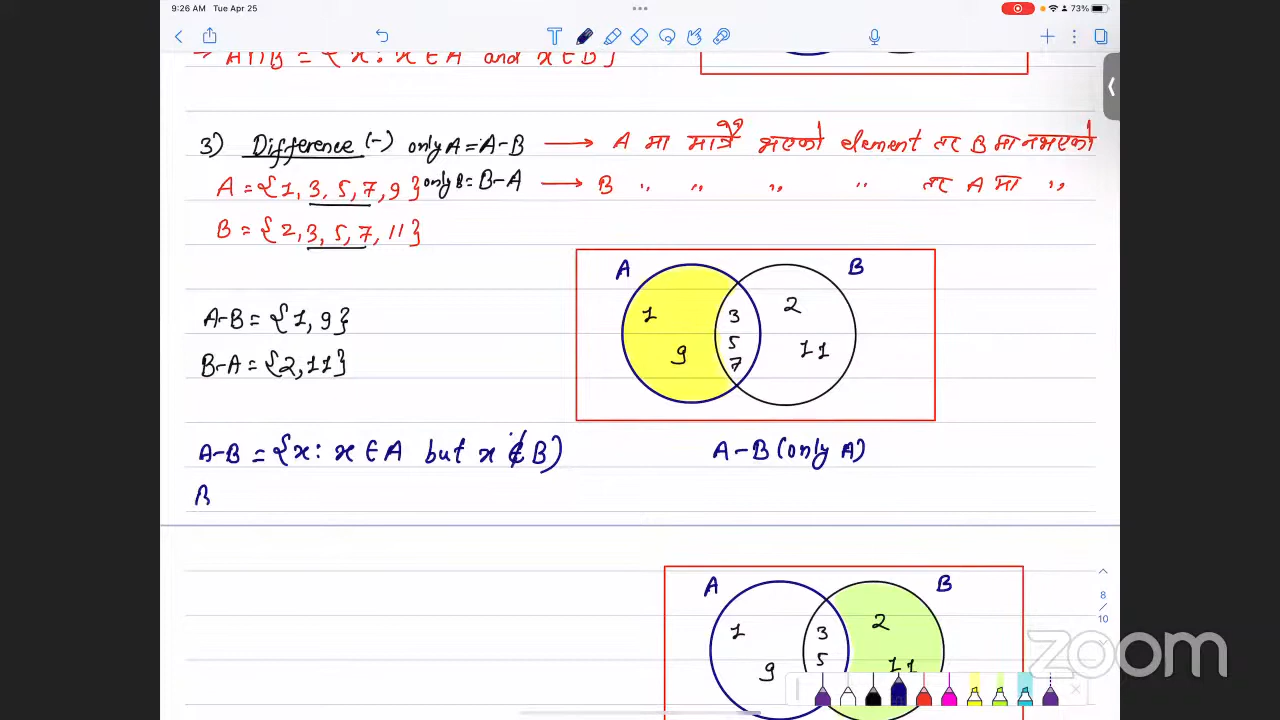 9:26 AM Tue Apr 25
73%
→ A∩B = { x : x ∈ A and x ∈ B }
3) Difference (-) only A = A-B → A मा मात्रै भएको element तर B मा नभएको
A = {1, 3, 5, 7, 9} only B = B-A → B ,, ,, ,, ,, तर A मा ,,
B = {2, 3, 5, 7, 11}
A B
1 3 2
9 5 11
7
A-B = {1, 9}
B-A = {2, 11}
A-B = {x : x ∈ A but x ∉ B) A-B (only A)
B
A B
1 3 2
9 5 11
8
/
10
zoom